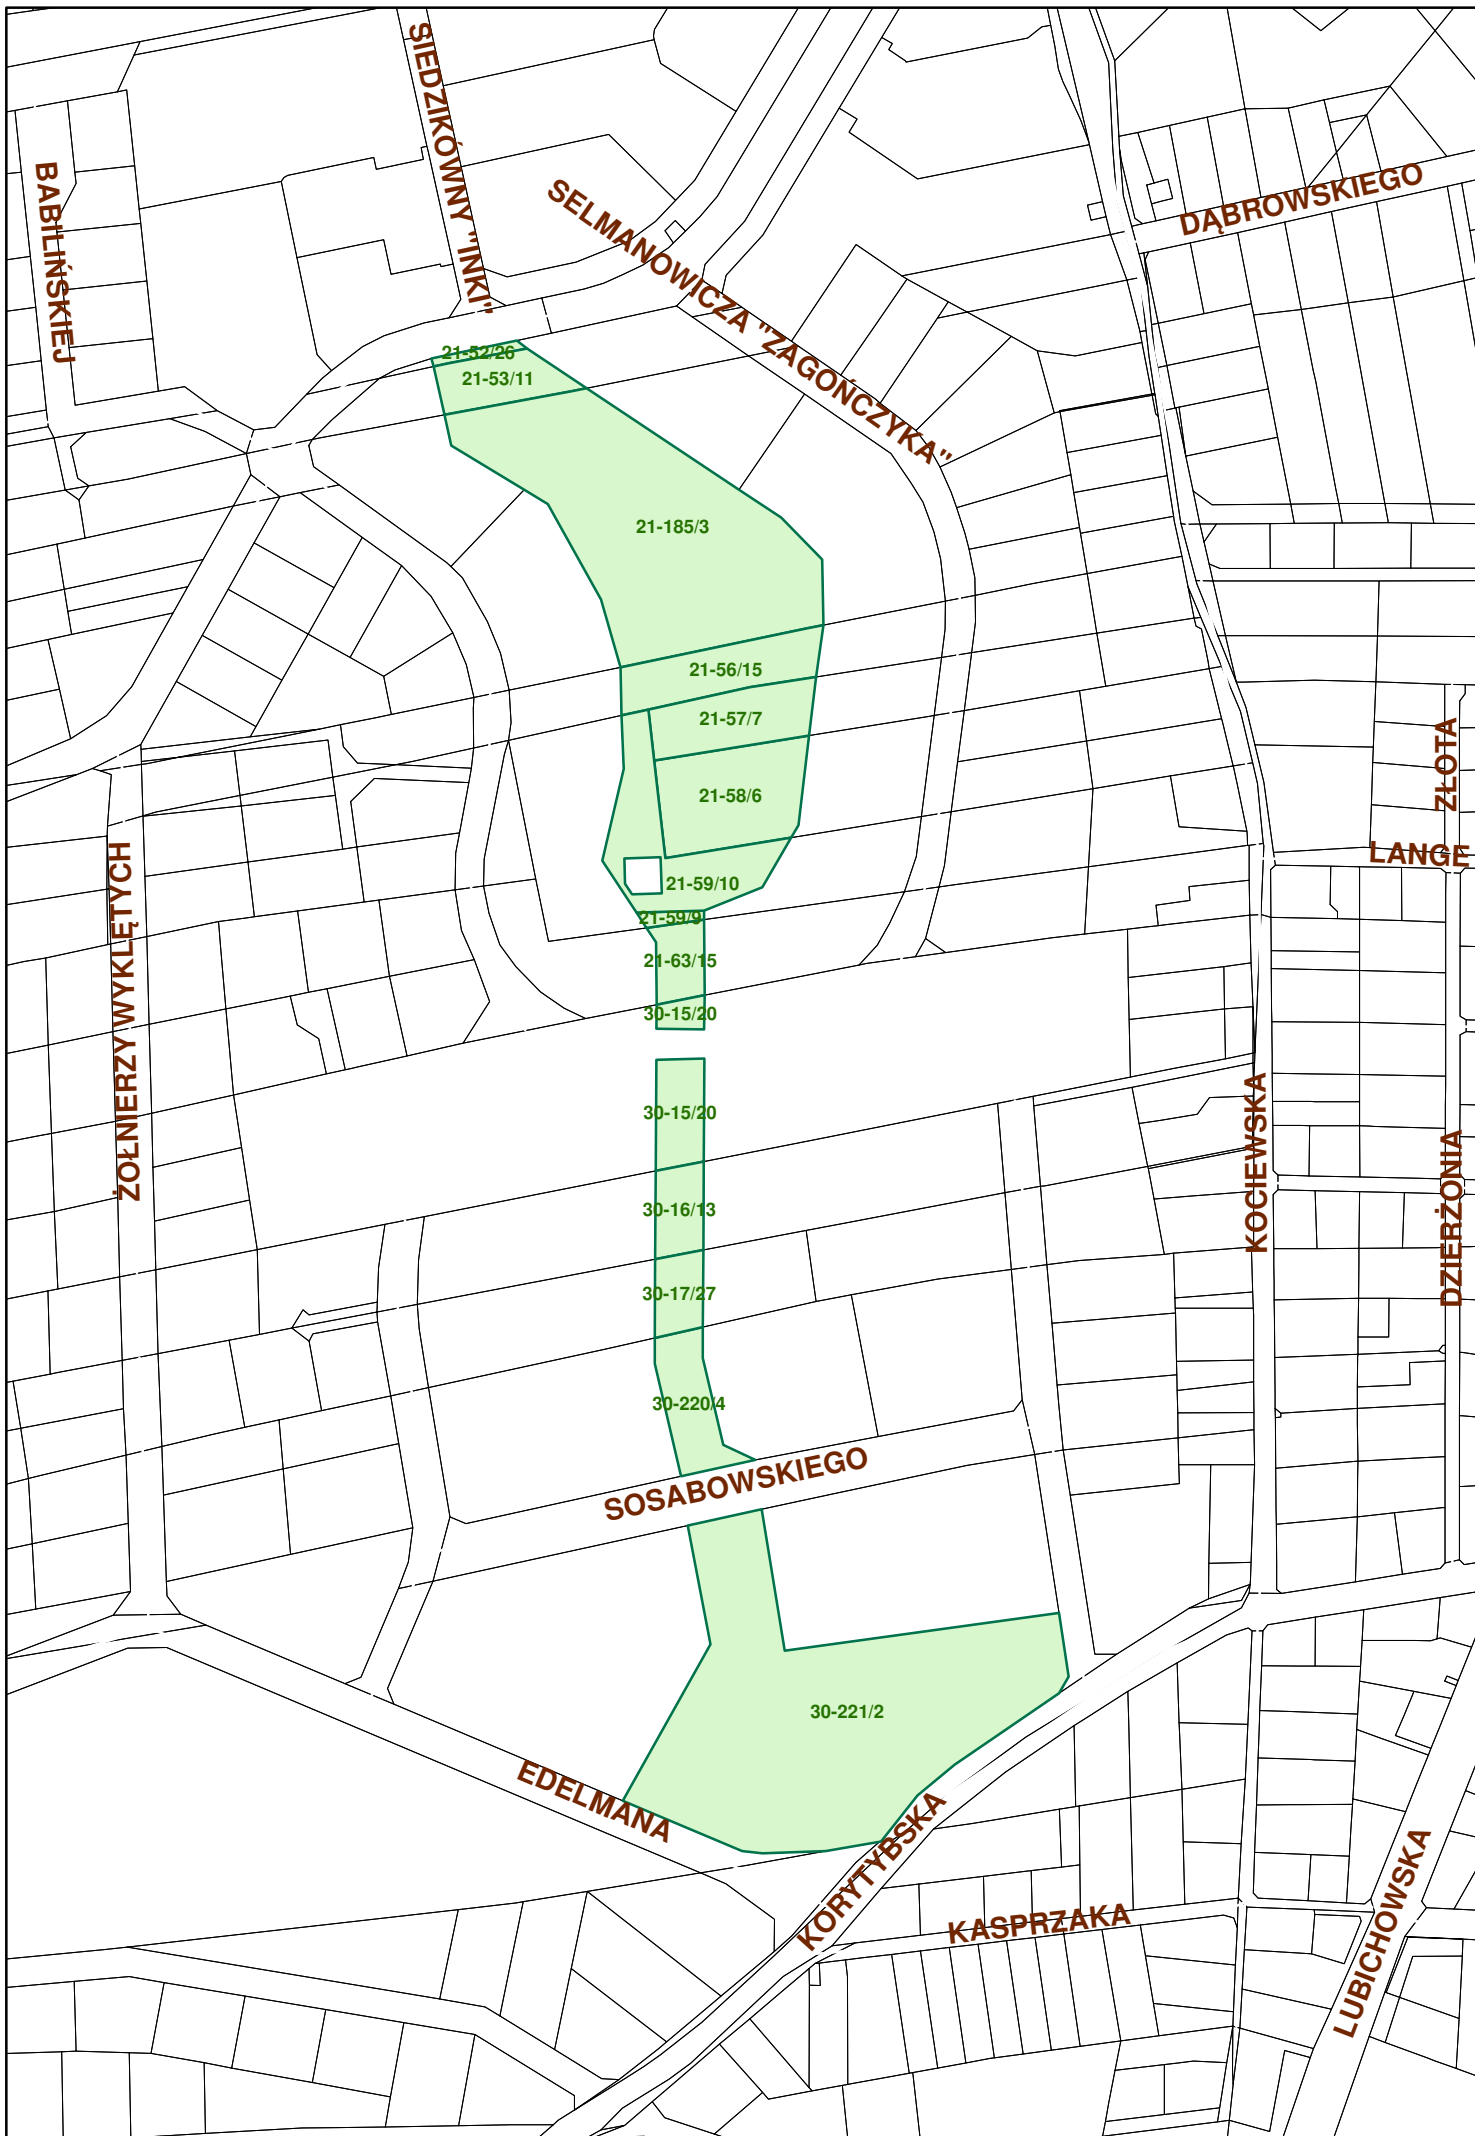 SIEDZIKÓWNY "INKI"
BABILIŃSKIEJ
SELMANOWICZA "ZAGOŃCZYKA"
DĄBROWSKIEGO
21-52/26
21-53/11
21-185/3
21-56/15
21-57/7
21-58/6
ZŁOTA
LANGE
21-59/10
21-59/9
21-63/15
30-15/20
ŻOŁNIERZY WYKLĘTYCH
30-15/20
KOCIEWSKA
DZIERŻONIA
30-16/13
30-17/27
30-220/4
SOSABOWSKIEGO
30-221/2
EDELMANA
KORYTYBSKA
KASPRZAKA
LUBICHOWSKA